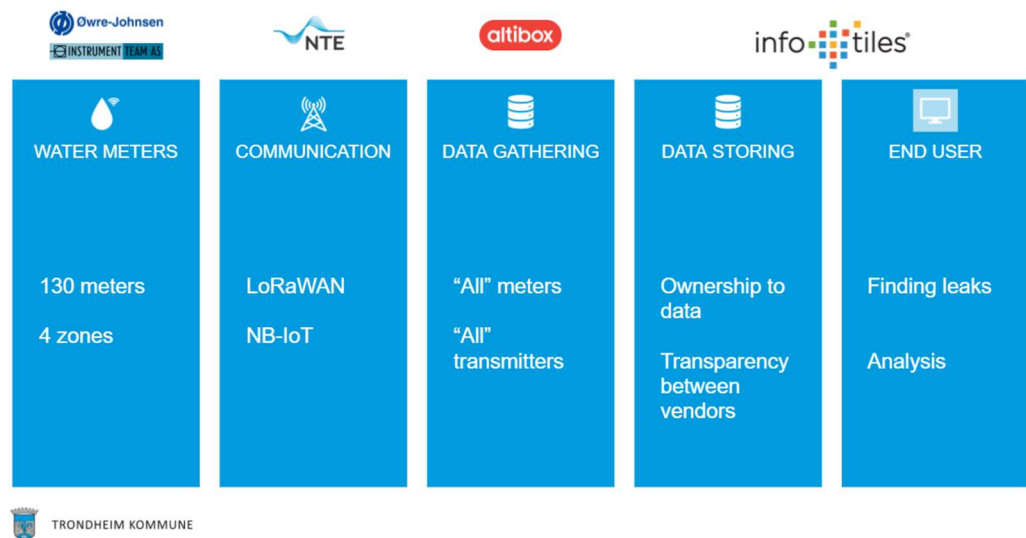 Øwre-Johnsen
INSTRUMENT TEAM AS
NTE
altibox
info tiles
WATER METERS
130 meters
4 zones
COMMUNICATION
LoRaWAN
NB-IoT
DATA GATHERING
“All” meters
“All”
transmitters
DATA STORING
Ownership to
data
Transparency
between
vendors
END USER
Finding leaks
Analysis
TRONDHEIM KOMMUNE